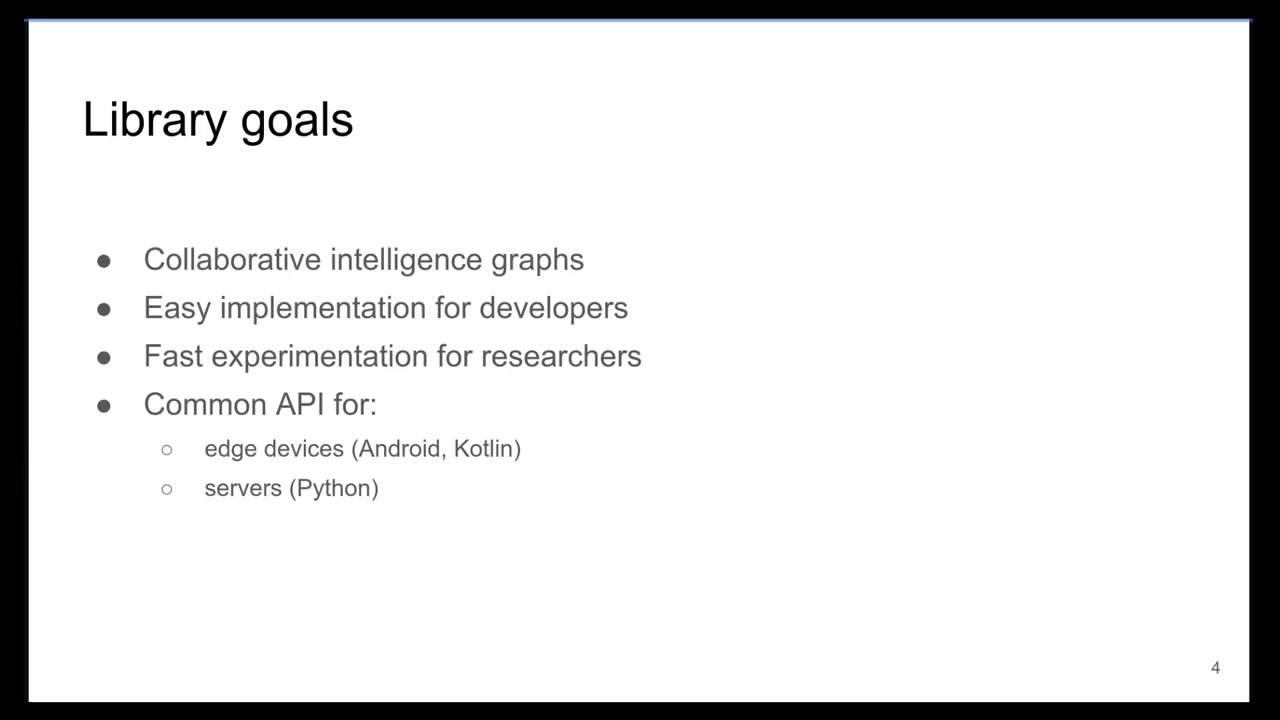 Library goals
● Collaborative intelligence graphs
● Easy implementation for developers
● Fast experimentation for researchers
● Common API for:
○ edge devices (Android, Kotlin)
○ servers (Python)
4